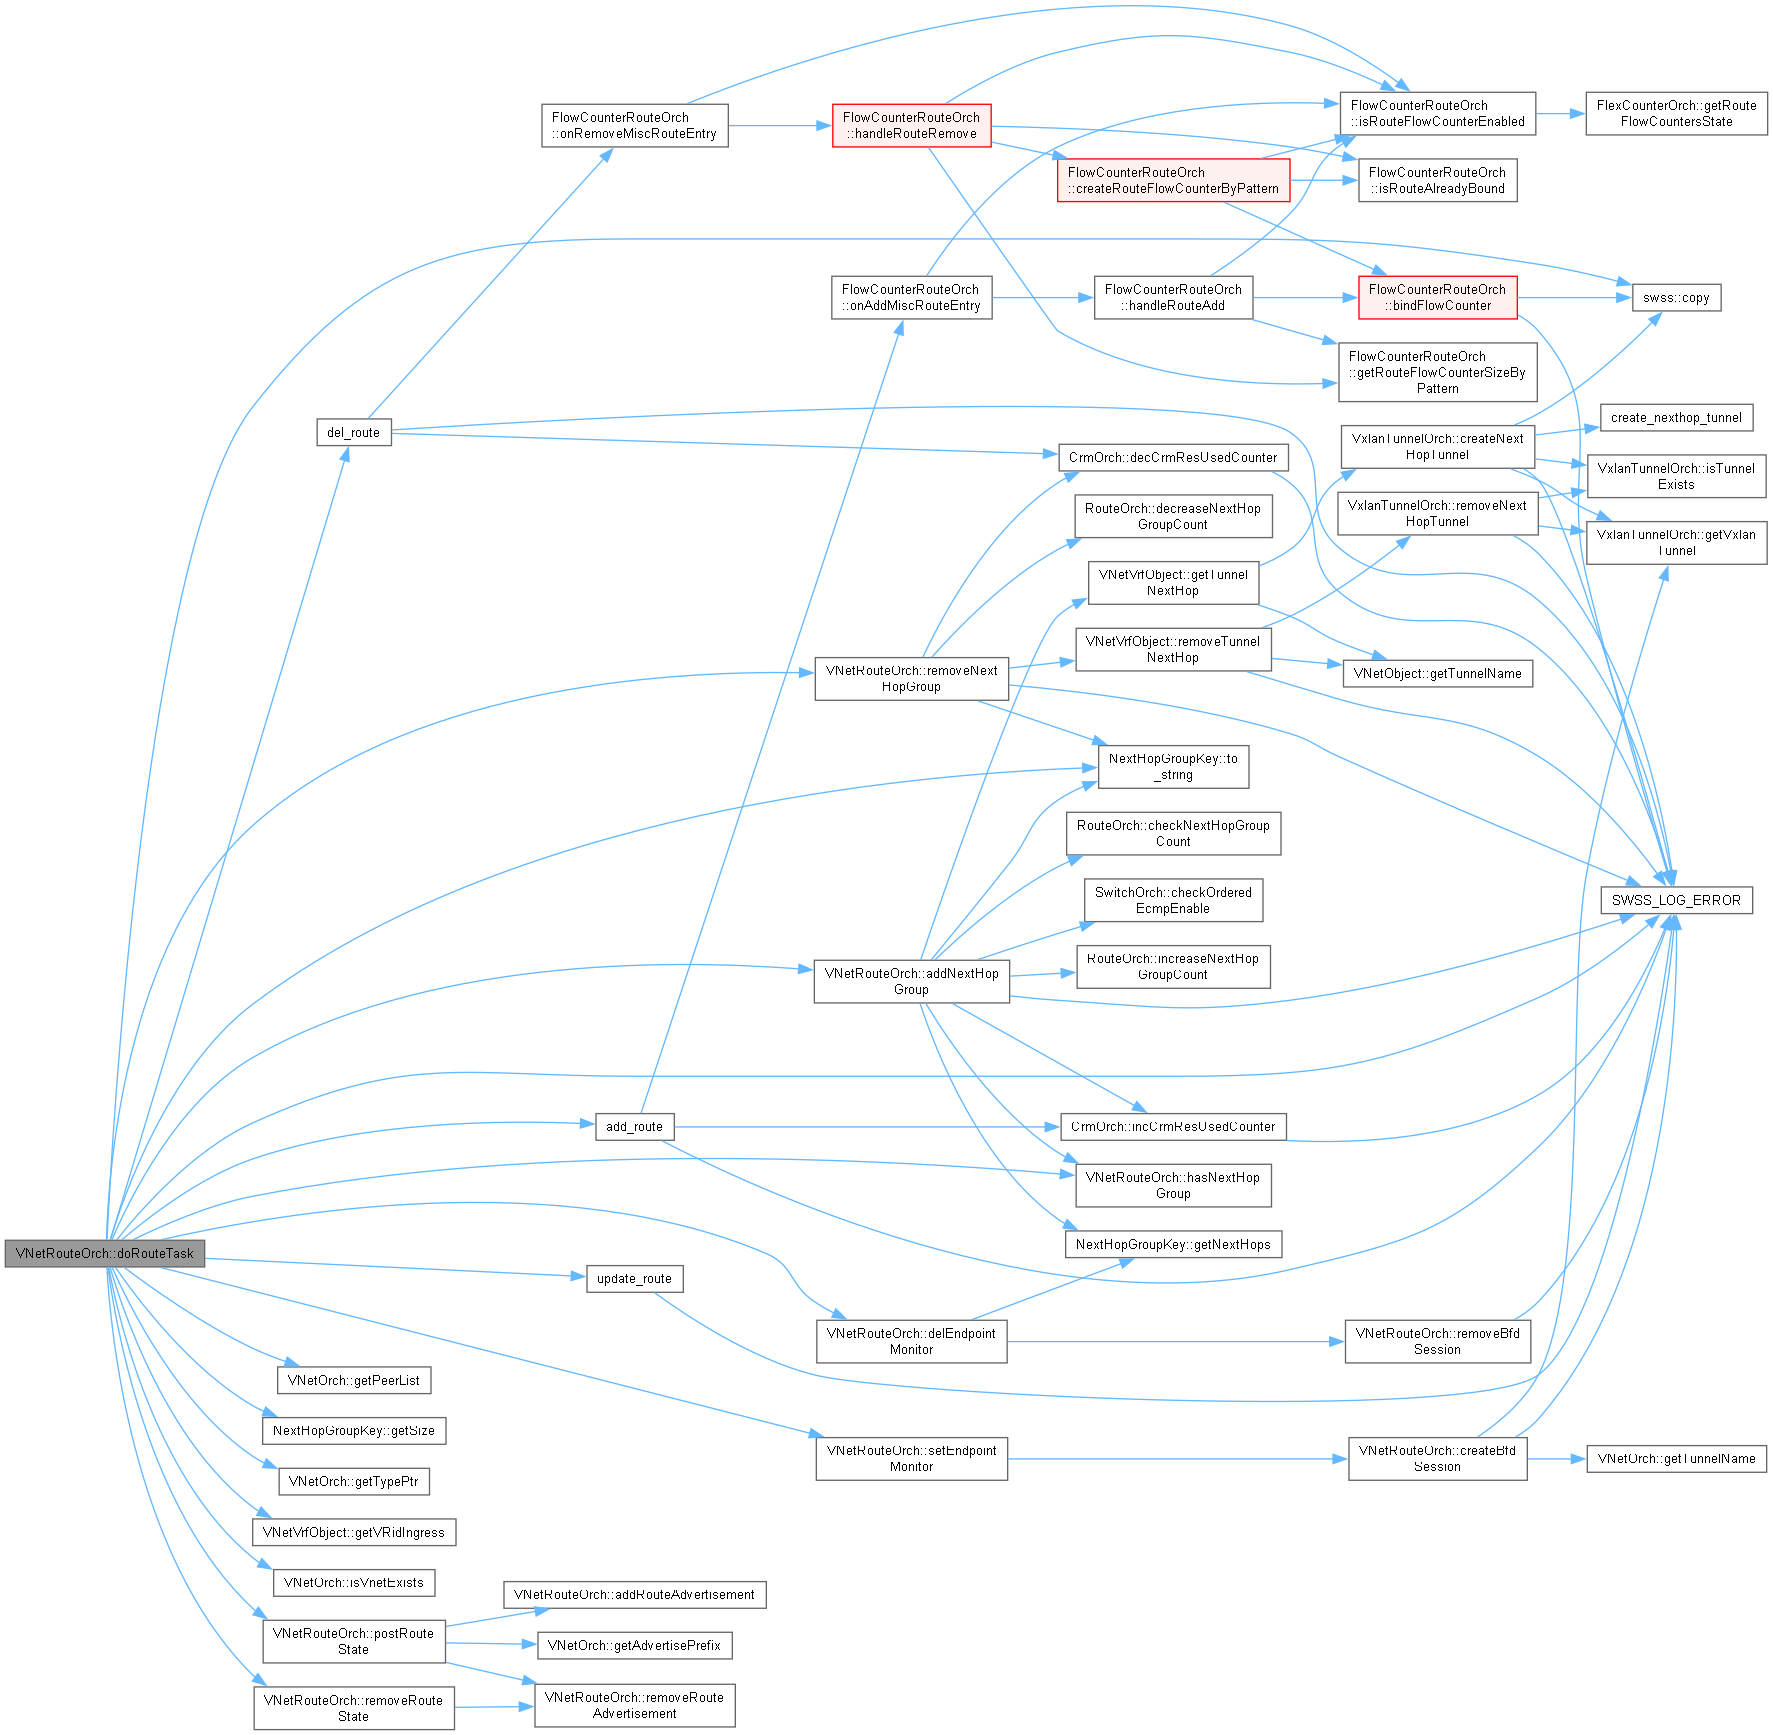 FlowCounterRouteOrch
::onRemoveMiscRouteEntry
FlowCounterRouteOrch
::handleRouteRemove
FlowCounterRouteOrch
::isRouteFlowCounterEnabled
FlexCounterOrch::getRoute
FlowCountersState
FlowCounterRouteOrch
::createRouteFlowCounterByPattern
FlowCounterRouteOrch
::isRouteAlreadyBound
FlowCounterRouteOrch
::onAddMiscRouteEntry
FlowCounterRouteOrch
::handleRouteAdd
FlowCounterRouteOrch
::bindFlowCounter
swss::copy
FlowCounterRouteOrch
::getRouteFlowCounterSizeBy
Pattern
del_route
create_nexthop_tunnel
VxlanTunnelOrch::createNext
HopTunnel
CrmOrch::decCrmResUsedCounter
VxlanTunnelOrch::isTunnel
Exists
RouteOrch::decreaseNextHop
GroupCount
VxlanTunnelOrch::removeNext
HopTunnel
VxlanTunnelOrch::getVxlan
Tunnel
VNetVrfObject::getTunnel
NextHop
VNetVrfObject::removeTunnel
NextHop
VNetRouteOrch::removeNext
HopGroup
VNetObject::getTunnelName
NextHopGroupKey::to
_string
RouteOrch::checkNextHopGroup
Count
SwitchOrch::checkOrdered
EcmpEnable
SWSS_LOG_ERROR
RouteOrch::increaseNextHop
GroupCount
VNetRouteOrch::addNextHop
Group
add_route
CrmOrch::incCrmResUsedCounter
VNetRouteOrch::hasNextHop
Group
NextHopGroupKey::getNextHops
VNetRouteOrch::doRouteTask
update_route
VNetRouteOrch::delEndpoint
Monitor
VNetRouteOrch::removeBfd
Session
VNetOrch::getPeerList
NextHopGroupKey::getSize
VNetRouteOrch::setEndpoint
Monitor
VNetRouteOrch::createBfd
Session
VNetOrch::getTunnelName
VNetOrch::getTypePtr
VNetVrfObject::getVRidIngress
VNetOrch::isVnetExists
VNetRouteOrch::addRouteAdvertisement
VNetRouteOrch::postRoute
State
VNetOrch::getAdvertisePrefix
VNetRouteOrch::removeRoute
State
VNetRouteOrch::removeRoute
Advertisement